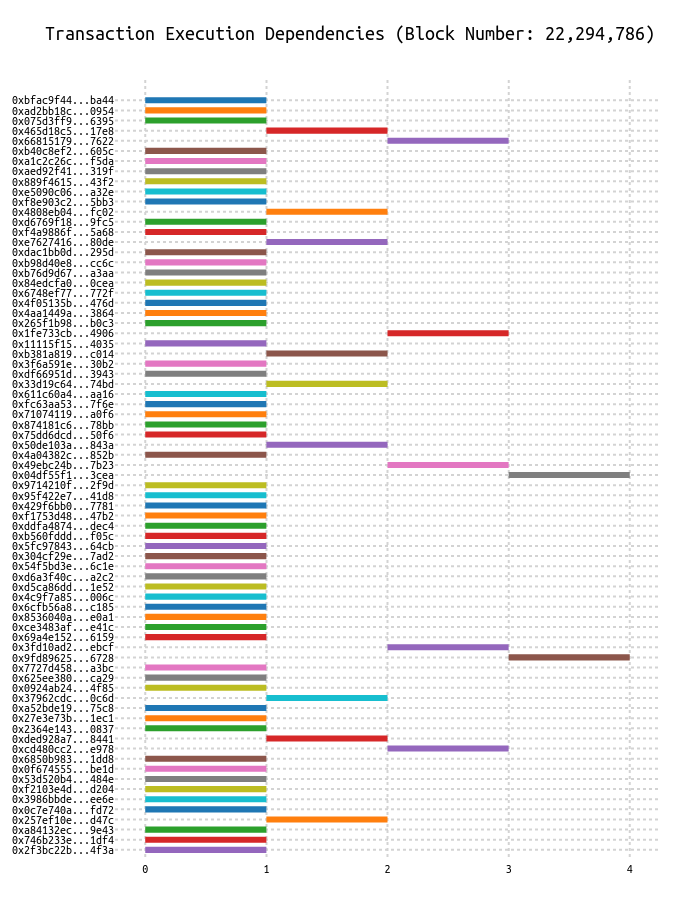 Transaction Execution Dependencies (Block Number: 22,294,786)
0xbfac9f44...ba44
0xad2bb18c...0954
0x075d3ff9...6395
0x465d18c5...17e8
0x66815179...7622
0xb40c8ef2...605c
0xa1c2c26c...f5da
0xaed92f41...319f
0x889f4615...43f2
0xe5090c06...a32e
0xf8e903c2...5bb3
0x4808eb04...fc02
0xd6769f18...9fc5
0xf4a9886f...5a68
0xe7627416...80de
0xdac1bb0d...295d
0xb98d40e8...cc6c
0xb76d9d67...a3aa
0x84edcfa0...0cea
0x6748ef77...772f
0x4f05135b...476d
0x4aa1449a...3864
0x265f1b98...b0c3
0x1fe733cb...4906
0x11115f15...4035
0xb381a819...c014
0x3f6a591e...30b2
0xdf66951d...3943
0x33d19c64...74bd
0x611c60a4...aa16
0xfc63aa53...7f6e
0x71074119...a0f6
0x874181c6...78bb
0x75dd6dcd...50f6
0x50de103a...843a
0x4a04382c...852b
0x49ebc24b...7b23
0x04df55f1...3cea
0x9714210f...2f9d
0x95f422e7...41d8
0x429f6bb0...7781
0xf1753d48...47b2
0xddfa4874...dec4
0xb560fddd...f05c
0x5fc97843...64cb
0x304cf29e...7ad2
0x54f5bd3e...6c1e
0xd6a3f40c...a2c2
0xd5ca86dd...1e52
0x4c9f7a85...006c
0x6cfb56a8...c185
0x8536040a...e0a1
0xce3483af...e41c
0x69a4e152...6159
0x3fd10ad2...ebcf
0x9fd89625...6728
0x7727d458...a3bc
0x625ee380...ca29
0x0924ab24...4f85
0x37962cdc...0c6d
0xa52bde19...75c8
0x27e3e73b...1ec1
0x2364e143...0837
0xded928a7...8441
0xcd480cc2...e978
0x6850b983...1dd8
0x0f674555...be1d
0x53d520b4...484e
0xf2103e4d...d204
0x3986bbde...ee6e
0x0c7e740a...fd72
0x257ef10e...d47c
0xa84132ec...9e43
0x746b233e...1df4
0x2f3bc22b...4f3a
0 1 2 3 4